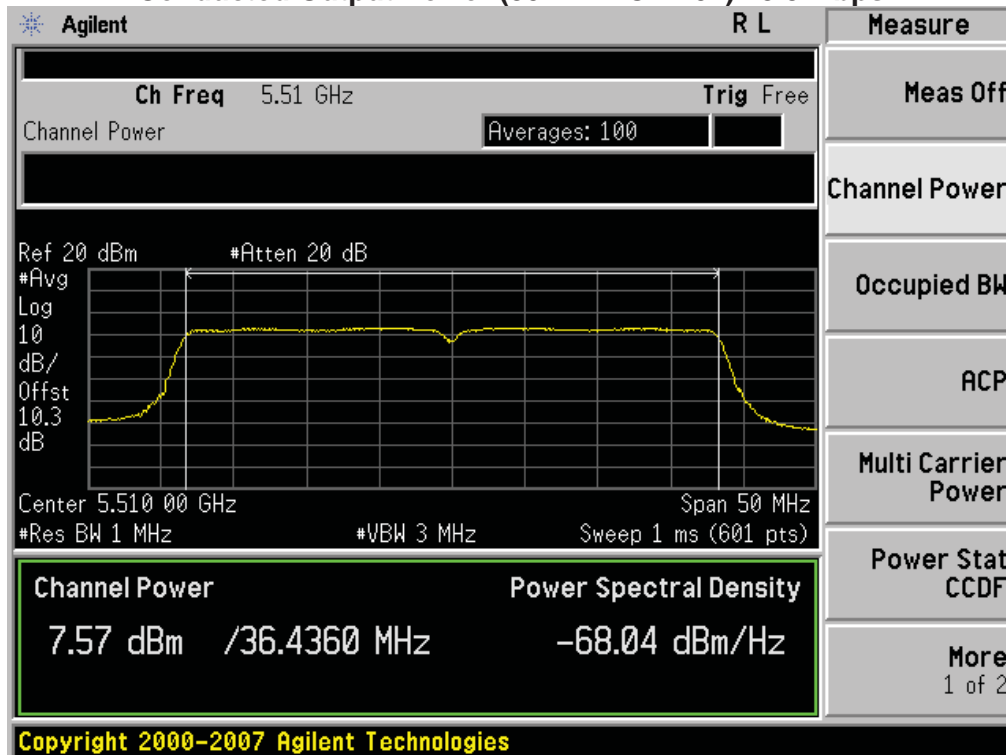 Agilent R L Measure
Ch Freq 5.51 GHz Trig Free
Meas Off
Channel Power Averages: 100
Channel Power
Ref 20 dBm #Atten 20 dB
#Avg
Log
10
dB/
Offst
10.3
dB
Occupied BW
ACP
Multi Carrier
Power
Center 5.510 00 GHz Span 50 MHz
#Res BW 1 MHz #VBW 3 MHz Sweep 1 ms (601 pts)
Power Stat
CCDF
Channel Power Power Spectral Density
7.57 dBm /36.4360 MHz -68.04 dBm/Hz
More
1 of 2
Copyright 2000-2007 Agilent Technologies